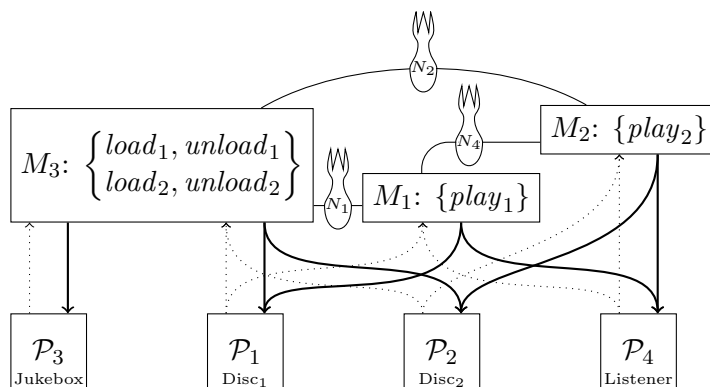 N₂
N₄
M₂: {play₂}
M₃: {load₁, unload₁
load₂, unload₂}
N₁
M₁: {play₁}
𝒫₃
Jukebox
𝒫₁
Disc₁
𝒫₂
Disc₂
𝒫₄
Listener